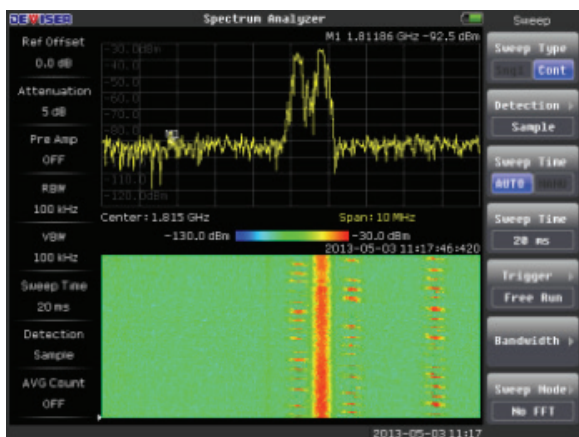 DEVISER
Spectrum Analyzer
Sweep
Ref Offset
0.0 dB
Attenuation
5 dB
Pre Amp
OFF
RBW
100 kHz
VBW
100 kHz
Sweep Time
20 ms
Detection
Sample
AVG Count
OFF
M1 1.81186 GHz -92.5 dBm
-30.0dBm
-40.0
-50.0
-60.0
-70.0
-80.0
-110.0
-120.0dBm
Center: 1.815 GHz
Span: 10 MHz
-130.0 dBm
-30.0 dBm
2013-05-03 11:17:46:420
2013-05-03 11:17
Sweep Type
Sngl
Cont
Detection
Sample
Sweep Time
AUTO
Sweep Time
20 ms
Trigger
Free Run
Bandwidth
Sweep Mode
No FFT